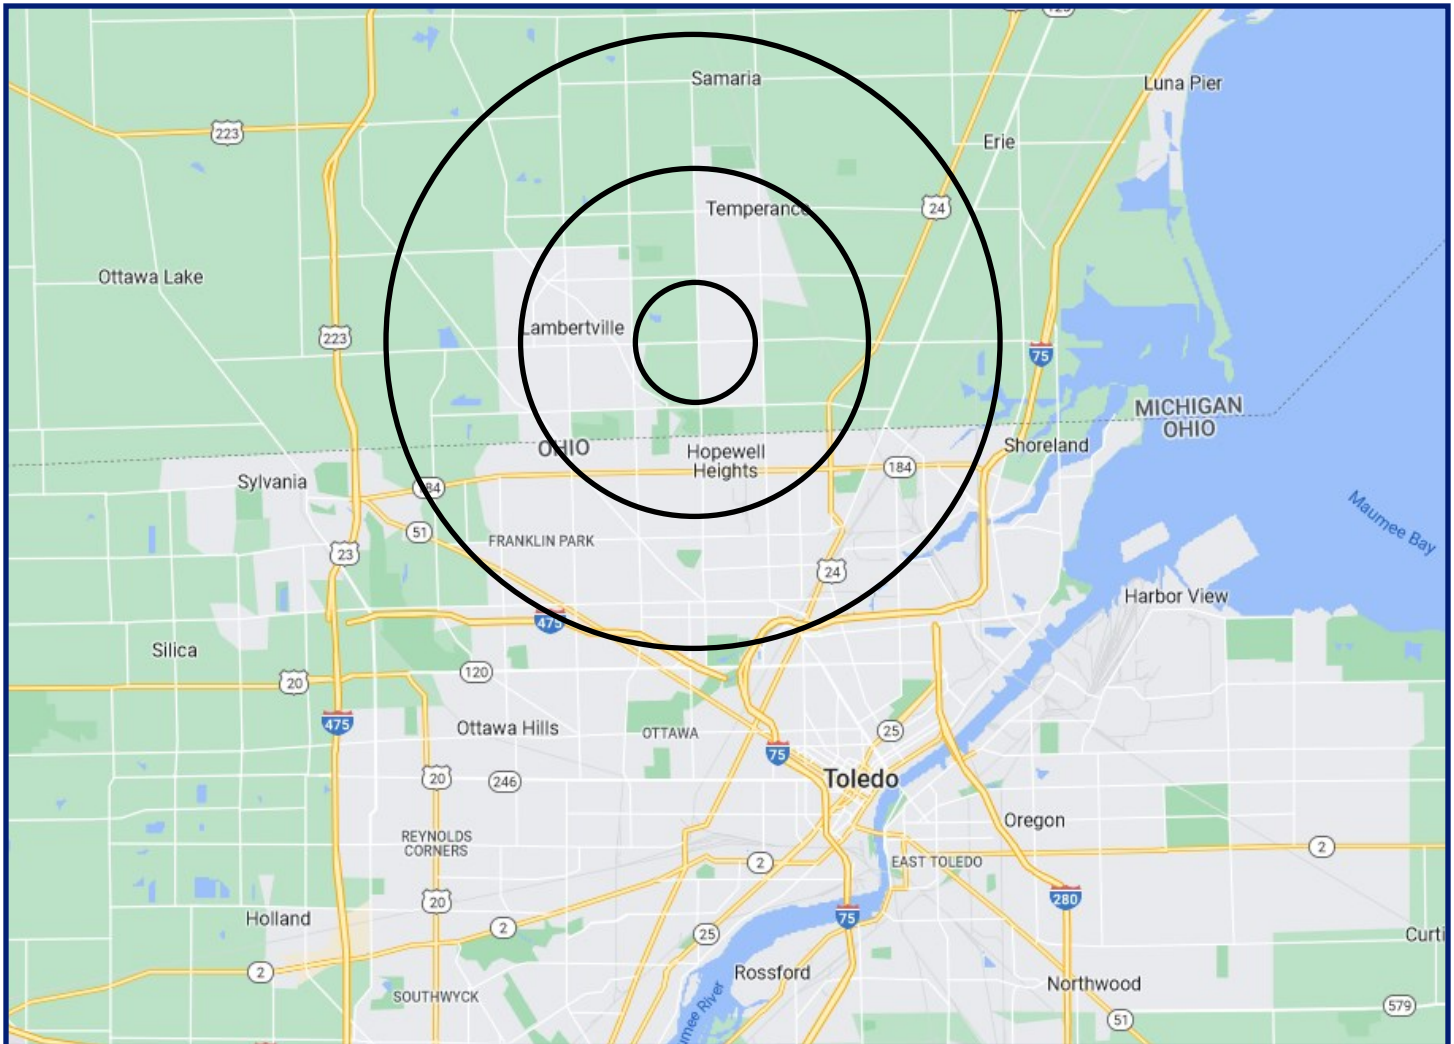 Samaria
Luna Pier
223
Erie
Temperance
24
Ottawa Lake
Lambertville
223
75
MICHIGAN
OHIO
OHIO
Hopewell
Heights
Shoreland
184
Sylvania
184
51
FRANKLIN PARK
23
24
Maumee Bay
Harbor View
475
Silica
120
20
475
Ottawa Hills
OTTAWA
25
75
Toledo
20
246
Oregon
REYNOLDS
CORNERS
2
EAST TOLEDO
2
20
280
Holland
2
75
25
Curti
2
Rossford
Northwood
SOUTHWYCK
579
51
umee River